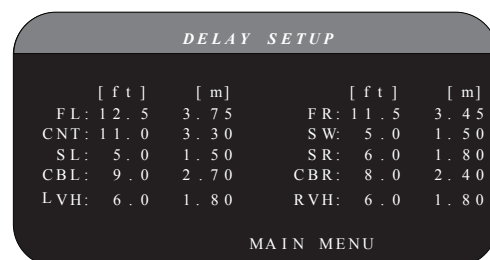 DELAY SETUP
[ft] [m] [ft] [m]
FL: 12.5 3.75 FR: 11.5 3.45
CNT: 11.0 3.30 SW: 5.0 1.50
SL: 5.0 1.50 SR: 6.0 1.80
CBL: 9.0 2.70 CBR: 8.0 2.40
LVH: 6.0 1.80 RVH: 6.0 1.80
MAIN MENU